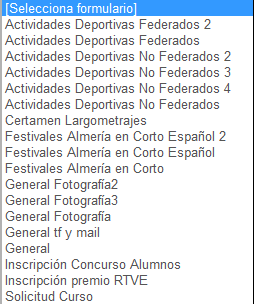 [Selecciona formulario]
Actividades Deportivas Federados 2
Actividades Deportivas Federados
Actividades Deportivas No Federados 2
Actividades Deportivas No Federados 3
Actividades Deportivas No Federados 4
Actividades Deportivas No Federados
Certamen Largometrajes
Festivales Almería en Corto Español 2
Festivales Almería en Corto Español
Festivales Almería en Corto
General Fotografía2
General Fotografía3
General Fotografía
General tf y mail
General
Inscripción Concurso Alumnos
Inscripción premio RTVE
Solicitud Curso